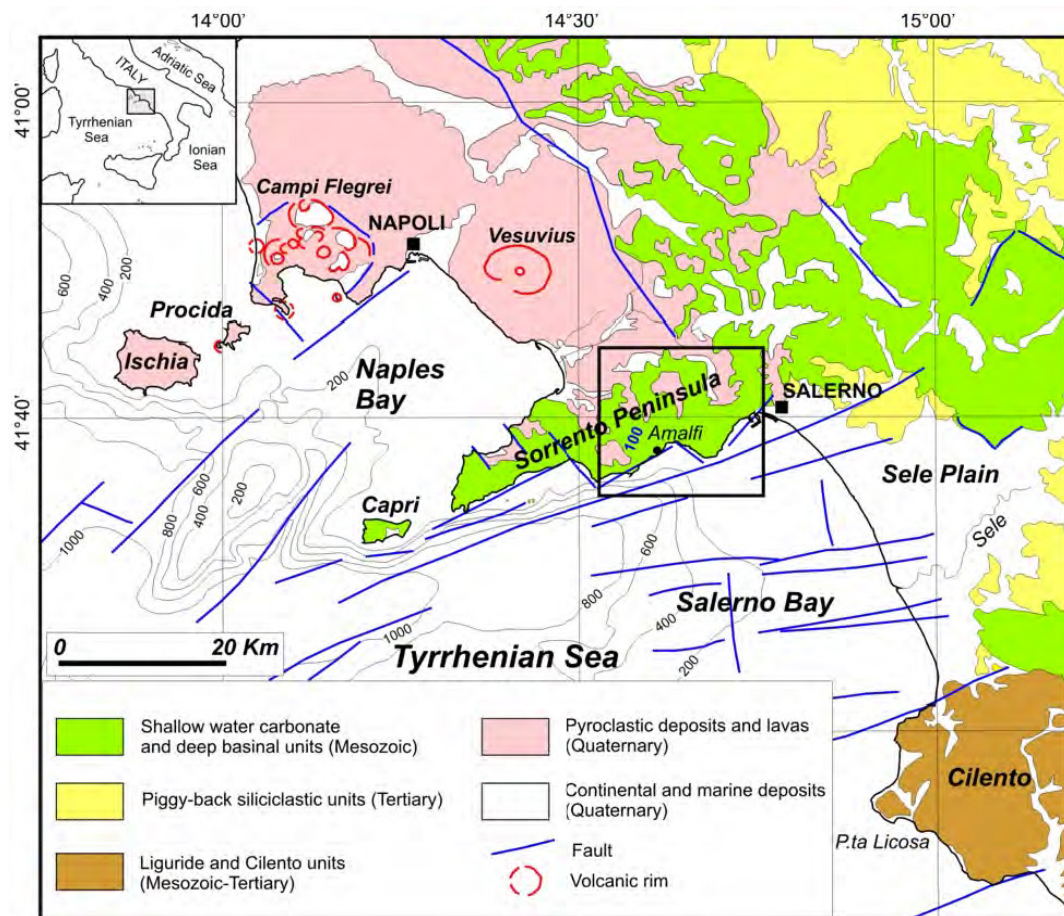 14°00'
14°30'
15°00'
41°00'
41°40'
ITALY
Adriatic Sea
Tyrrhenian
Sea
Ionian
Sea
Campi Flegrei
NAPOLI
Vesuvius
600
400
200
Procida
Ischia
Naples
Bay
200
Sorrento Peninsula
SALERNO
100
Amalfi
Sele Plain
Capri
600
200
800
400
1000
Sele
600
800
400
200
Salerno Bay
800
1000
Tyrrhenian Sea
0
20 Km
Cilento
P.ta Licosa
Shallow water carbonate
and deep basinal units (Mesozoic)
Piggy-back siliciclastic units (Tertiary)
Liguride and Cilento units
(Mesozoic-Tertiary)
Pyroclastic deposits and lavas
(Quaternary)
Continental and marine deposits
(Quaternary)
Fault
Volcanic rim